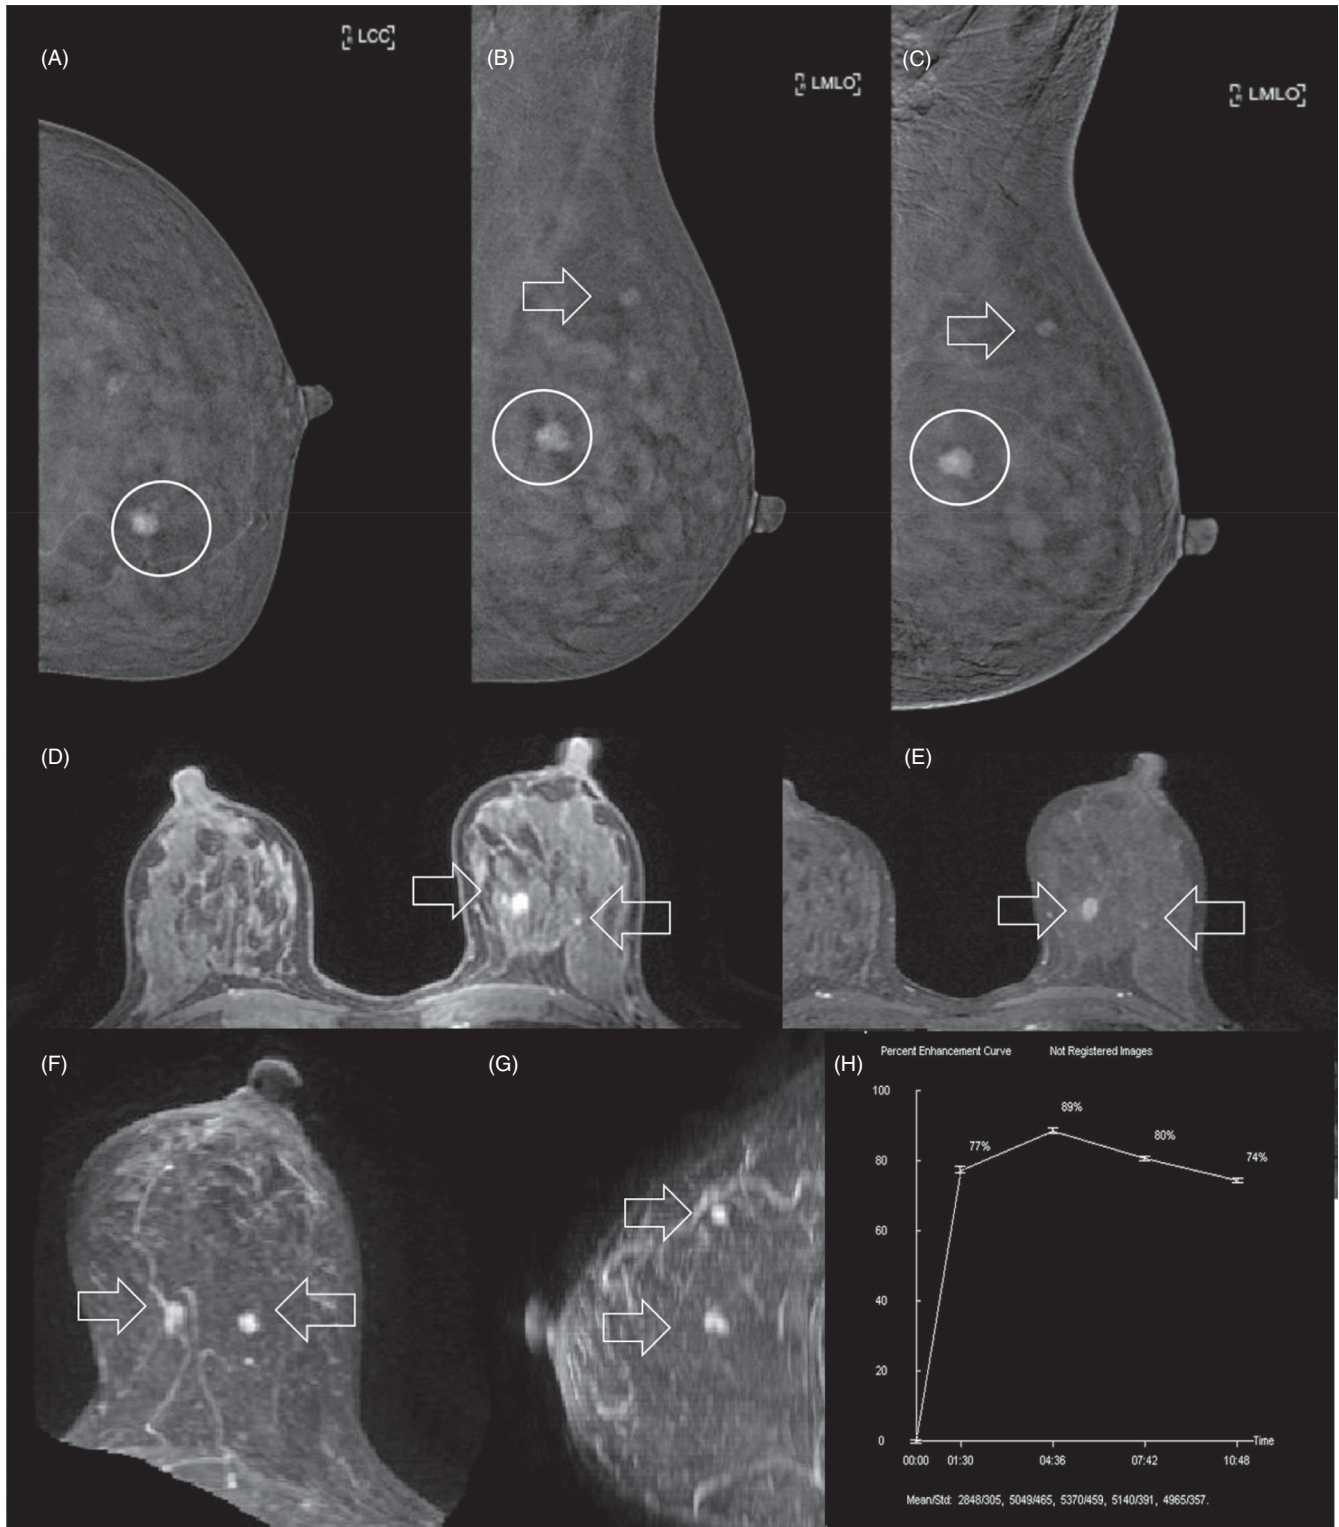 (A)
LCC
(B)
LMLO
(C)
LMLO
(D)
(E)
(F)
(G)
(H)
Percent Enhancement Curve Not Registered Images
100
80
60
40
20
0
77%
89%
80%
74%
00:00 01:30 04:36 07:42 10:48
Time
Mean/Std: 2848/305, 5049/465, 5370/459, 5140/391, 4965/357.